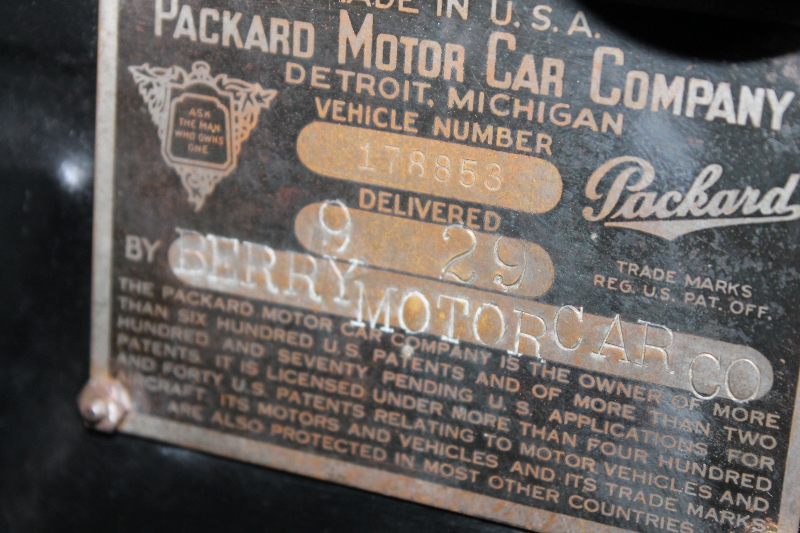 MADE IN U.S.A.
PACKARD MOTOR CAR COMPANY
DETROIT, MICHIGAN
ASK
THE MAN
WHO OWNS
ONE
VEHICLE NUMBER
178853
Packard
DELIVERED
9 29
TRADE MARKS
REG. U.S. PAT. OFF.
BY BERRY MOTOR CAR CO
THE PACKARD MOTOR CAR COMPANY IS THE OWNER OF MORE
THAN SIX HUNDRED U.S. PATENTS AND OF MORE THAN TWO
HUNDRED AND SEVENTY PENDING U.S. APPLICATIONS FOR
PATENTS. IT IS LICENSED UNDER MORE THAN FOUR HUNDRED
AND FORTY U.S. PATENTS RELATING TO MOTOR VEHICLES AND
AIRCRAFT. ITS MOTORS AND VEHICLES AND ITS TRADE MARKS
ARE ALSO PROTECTED IN MOST OTHER COUNTRIES.